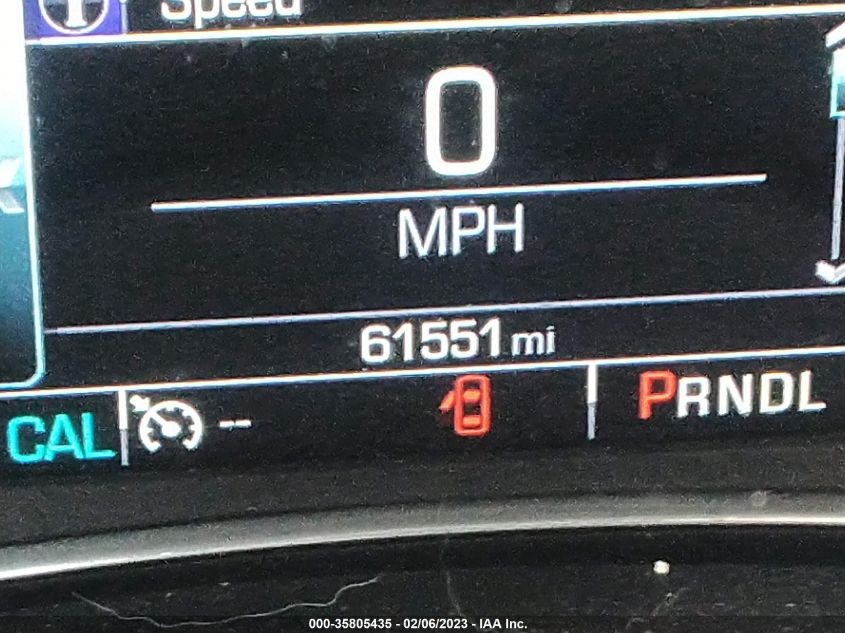 Speed
0
MPH
61551 mi
CAL -- PRNDL
000-35805435 - 02/06/2023 - IAA Inc.